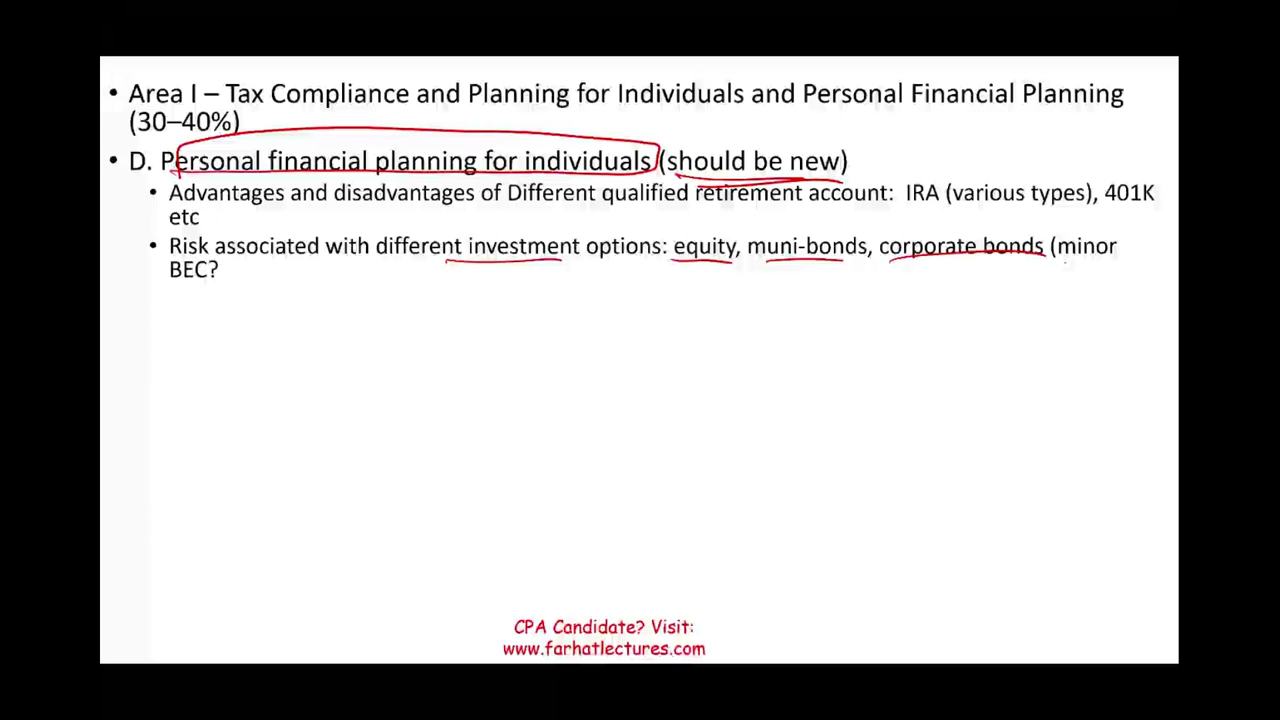 • Area I – Tax Compliance and Planning for Individuals and Personal Financial Planning
(30–40%)
• D. Personal financial planning for individuals (should be new)
• Advantages and disadvantages of Different qualified retirement account:  IRA (various types), 401K
etc
• Risk associated with different investment options: equity, muni-bonds, corporate bonds (minor
BEC?
CPA Candidate? Visit:
www.farhatlectures.com